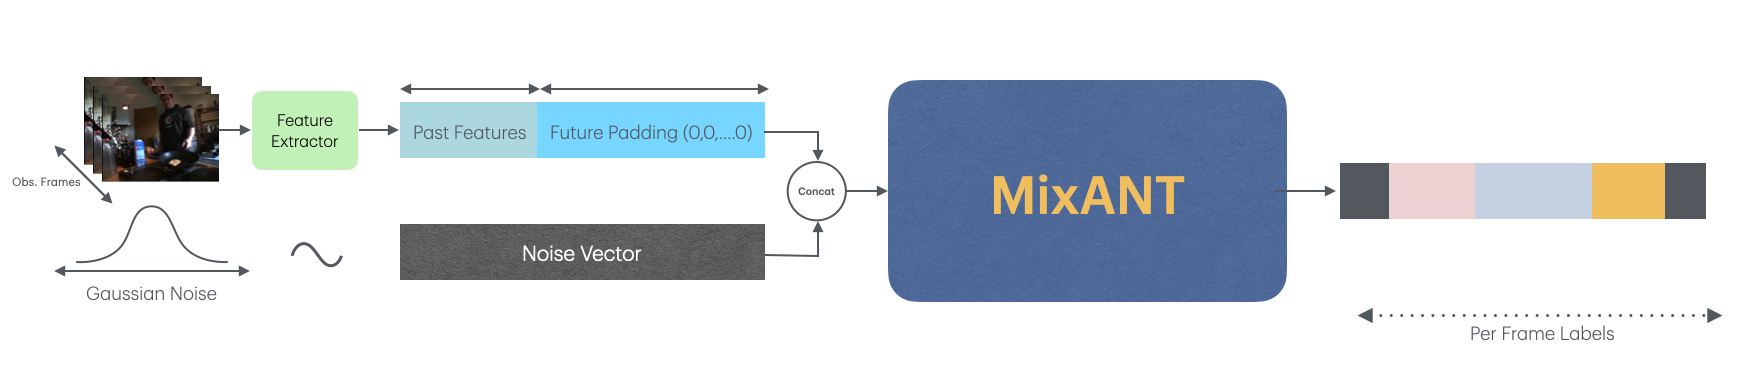 Obs. Frames
Feature
Extractor
Past Features
Future Padding (0,0,....0)
Concat
Gaussian Noise
Noise Vector
MixANT
Per Frame Labels